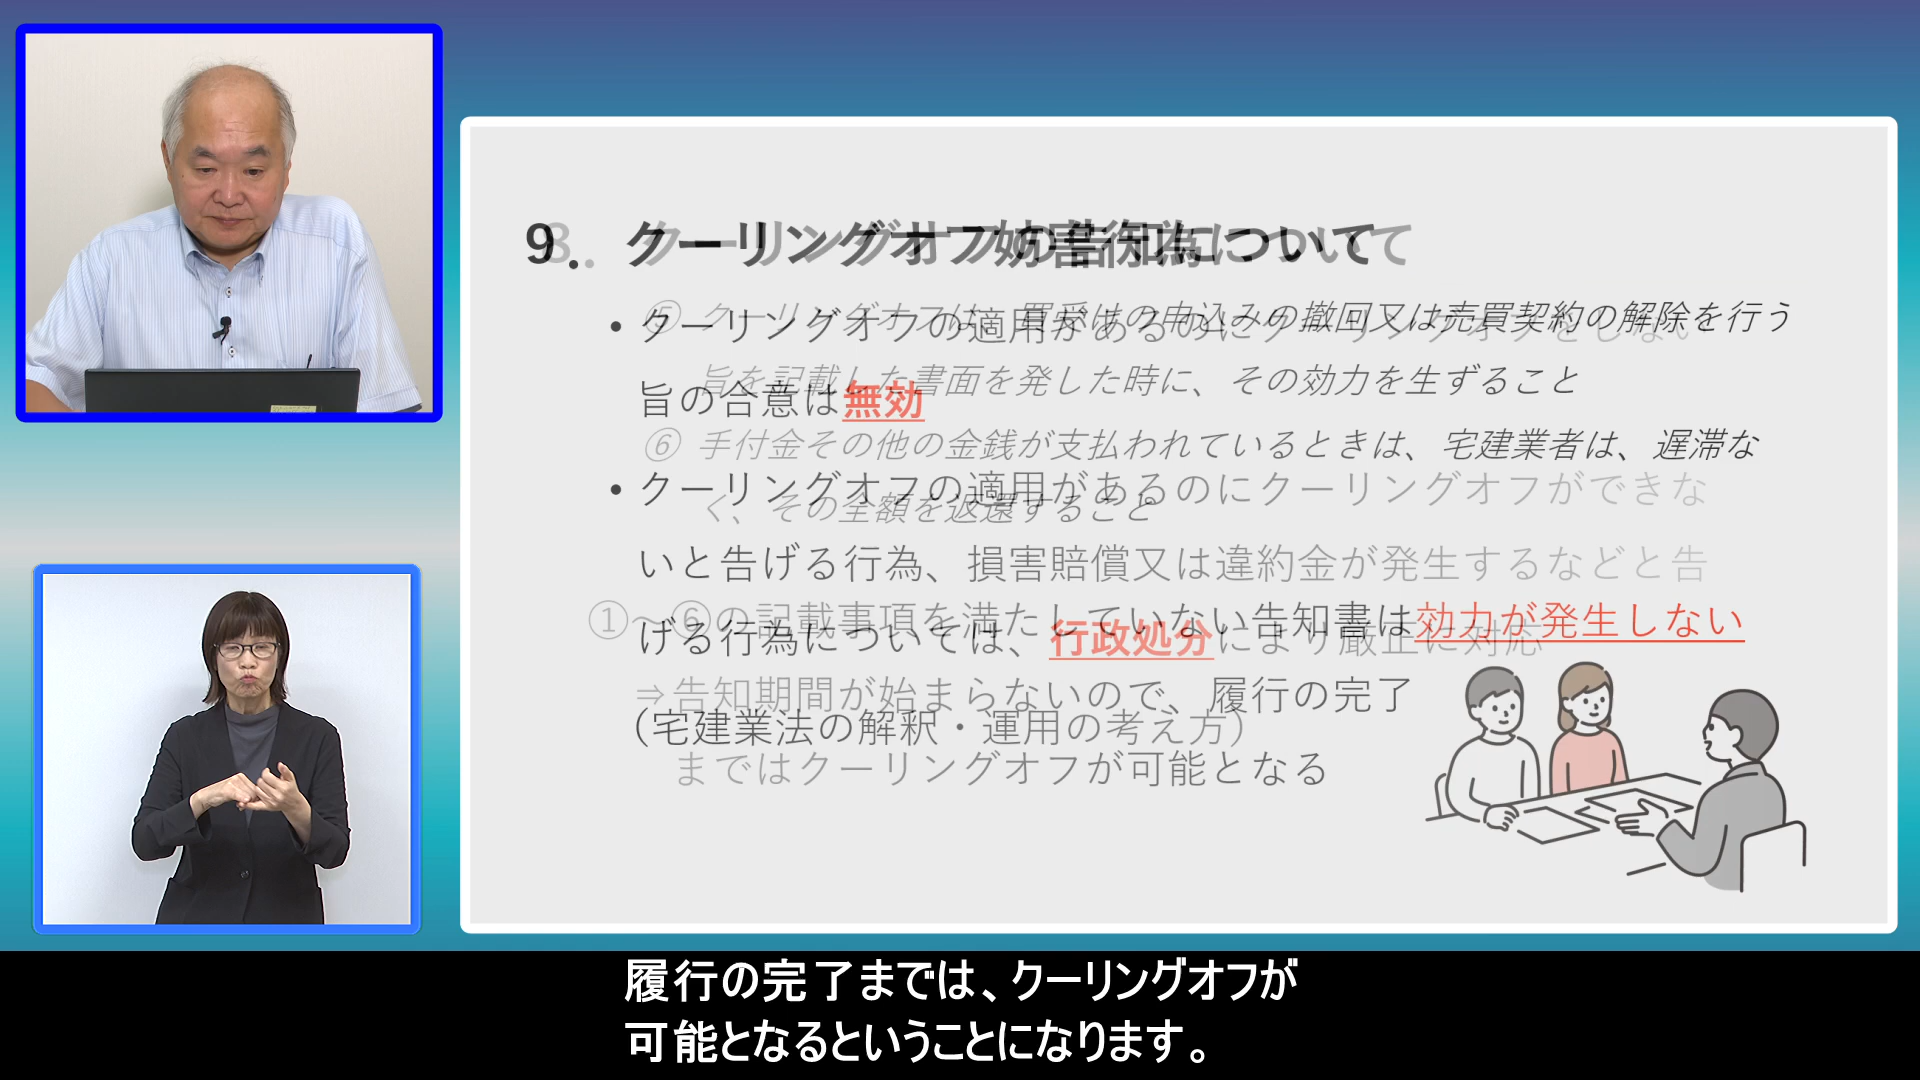 8. クーリングオフの告知について
⑤ クーリングオフは、買受けの申込みの撤回又は売買契約の解除を行う
旨を記載した書面を発した時に、その効力を生ずること
⑥ 手付金その他の金銭が支払われているときは、宅建業者は、遅滞な
く、その全額を返還すること
①～⑥の記載事項を満たしていない告知書は効力が発生しない
⇒告知期間が始まらないので、履行の完了
まではクーリングオフが可能となる
9. クーリングオフ妨害行為について
• クーリングオフの適用があるのにクーリングオフをしない
旨の合意は無効
• クーリングオフの適用があるのにクーリングオフができな
いと告げる行為、損害賠償又は違約金が発生するなどと告
げる行為については、行政処分により厳正に対応
（宅建業法の解釈・運用の考え方）
履行の完了までは、クーリングオフが
可能となるということになります。